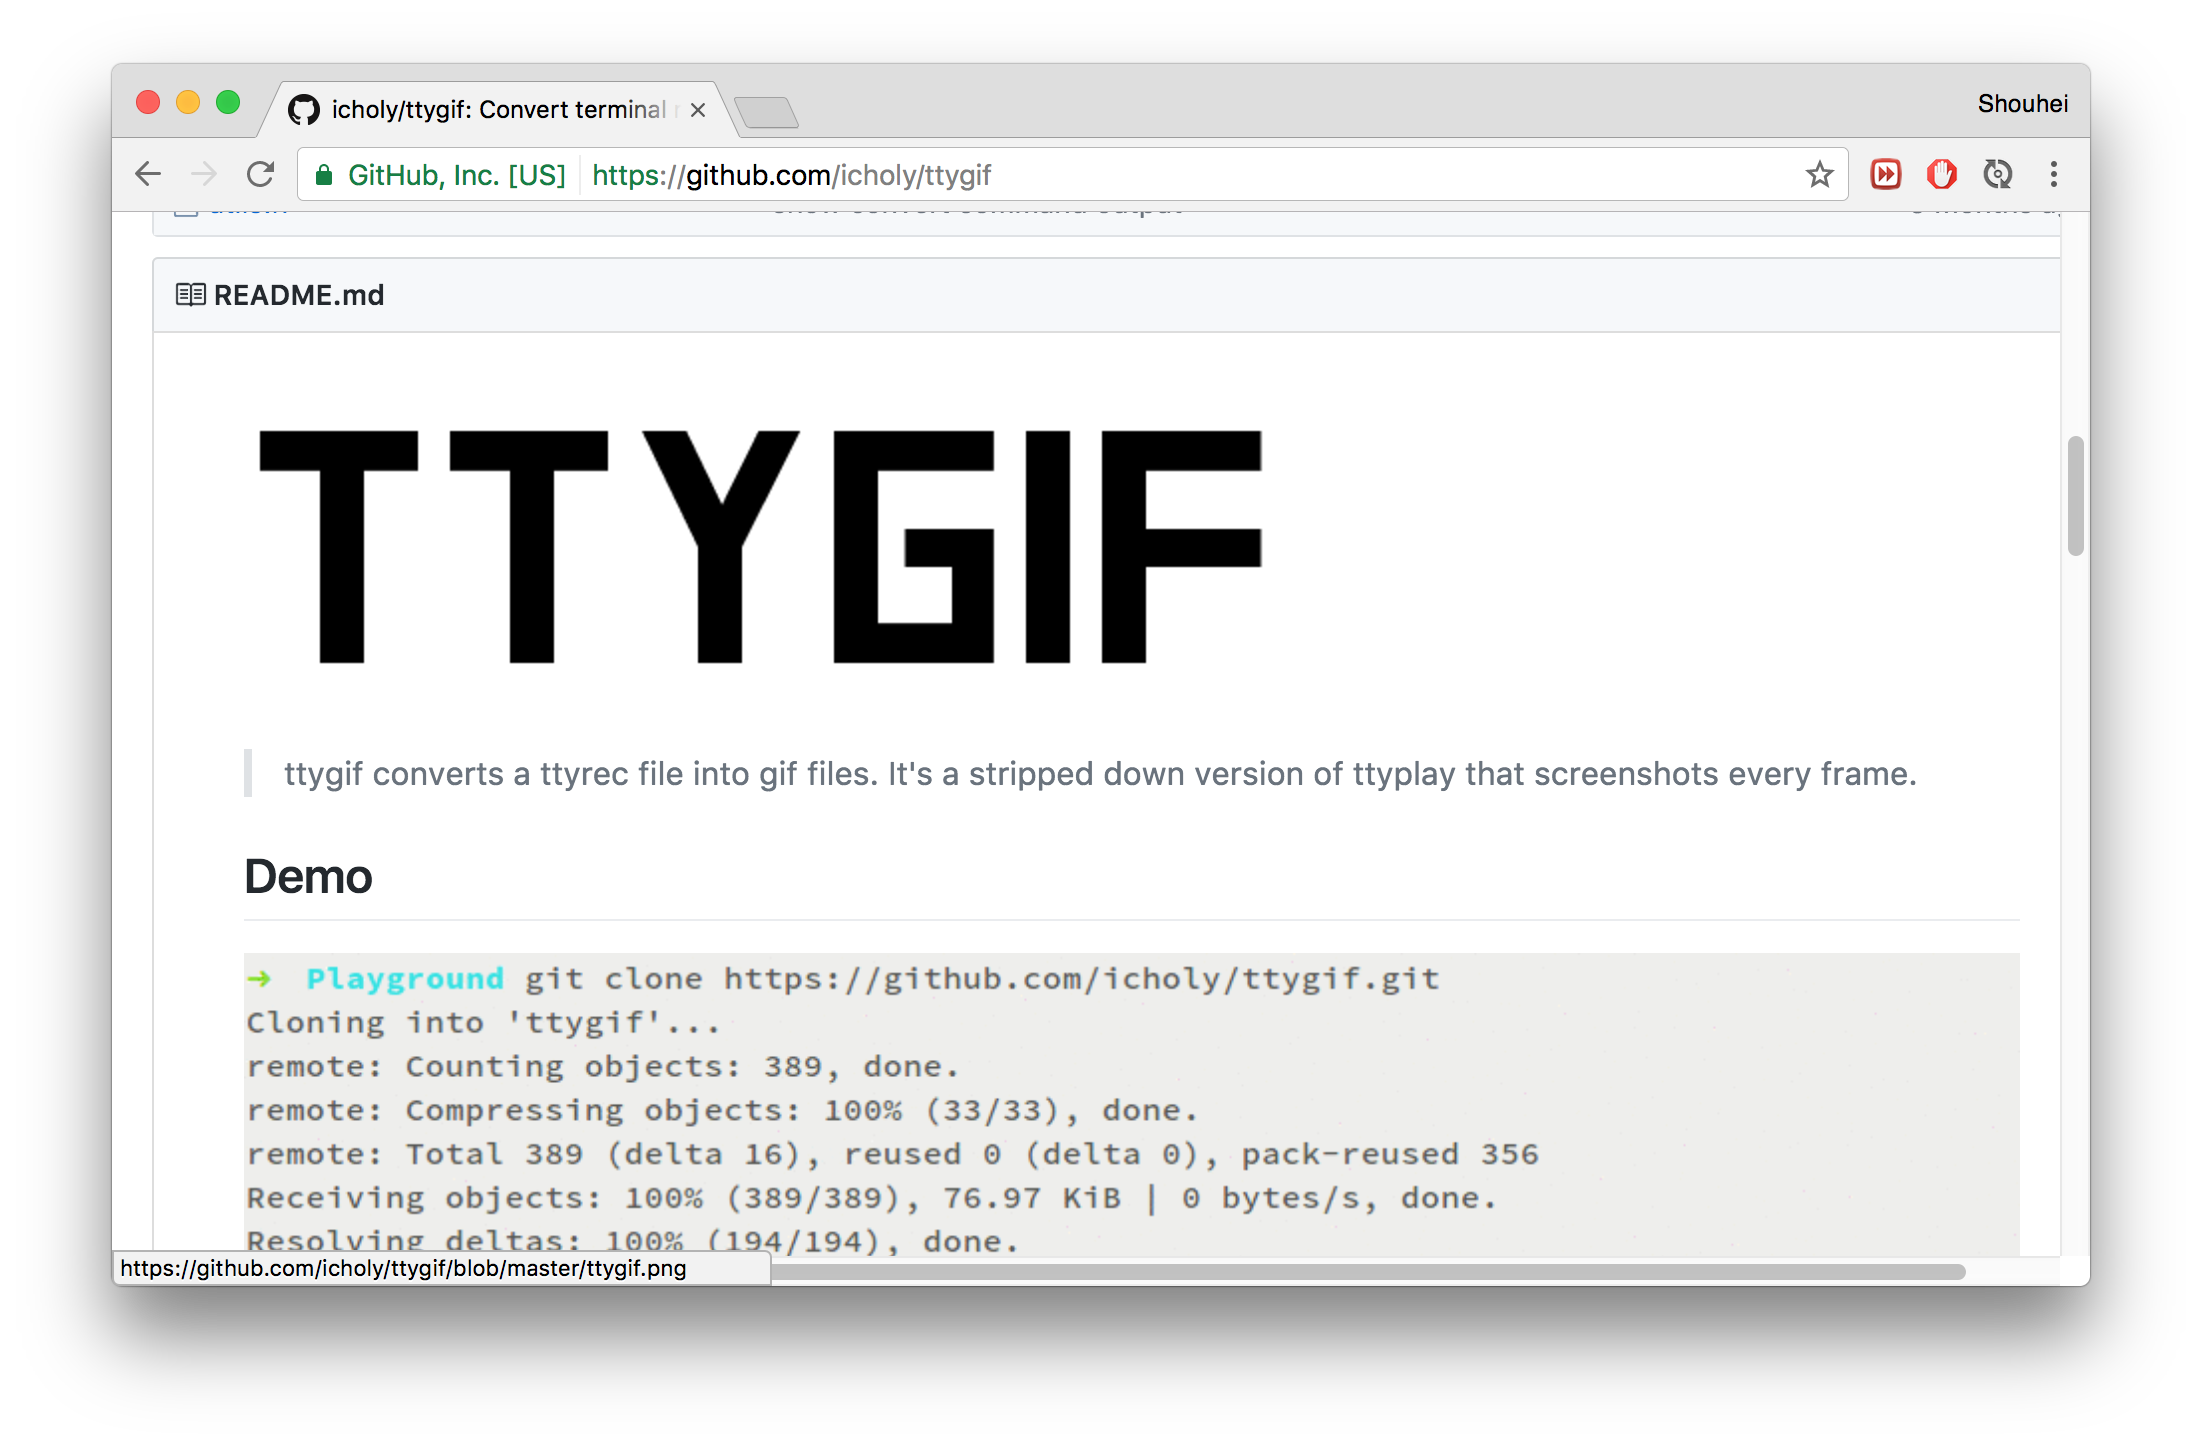 icholy/ttygif: Convert terminal
Shouhei
GitHub, Inc. [US] https://github.com/icholy/ttygif
show convert command output
README.md
TTYGIF
ttygif converts a ttyrec file into gif files. It's a stripped down version of ttyplay that screenshots every frame.
Demo
➜ Playground git clone https://github.com/icholy/ttygif.git
Cloning into 'ttygif'...
remote: Counting objects: 389, done.
remote: Compressing objects: 100% (33/33), done.
remote: Total 389 (delta 16), reused 0 (delta 0), pack-reused 356
Receiving objects: 100% (389/389), 76.97 KiB | 0 bytes/s, done.
Resolving deltas: 100% (194/194), done.
https://github.com/icholy/ttygif/blob/master/ttygif.png